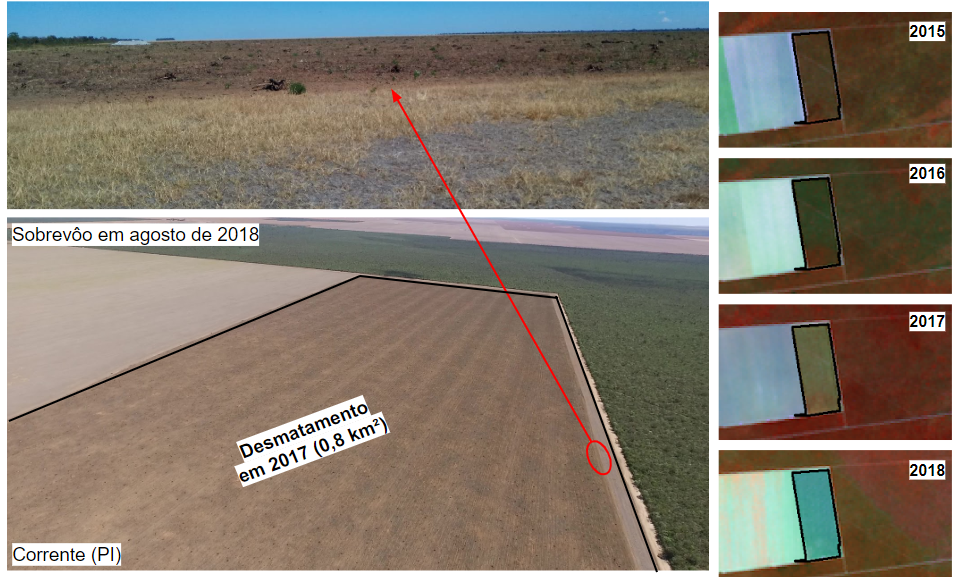 Sobrevôo em agosto de 2018
Desmatamento
em 2017 (0,8 km²)
Corrente (PI)
2015
2016
2017
2018